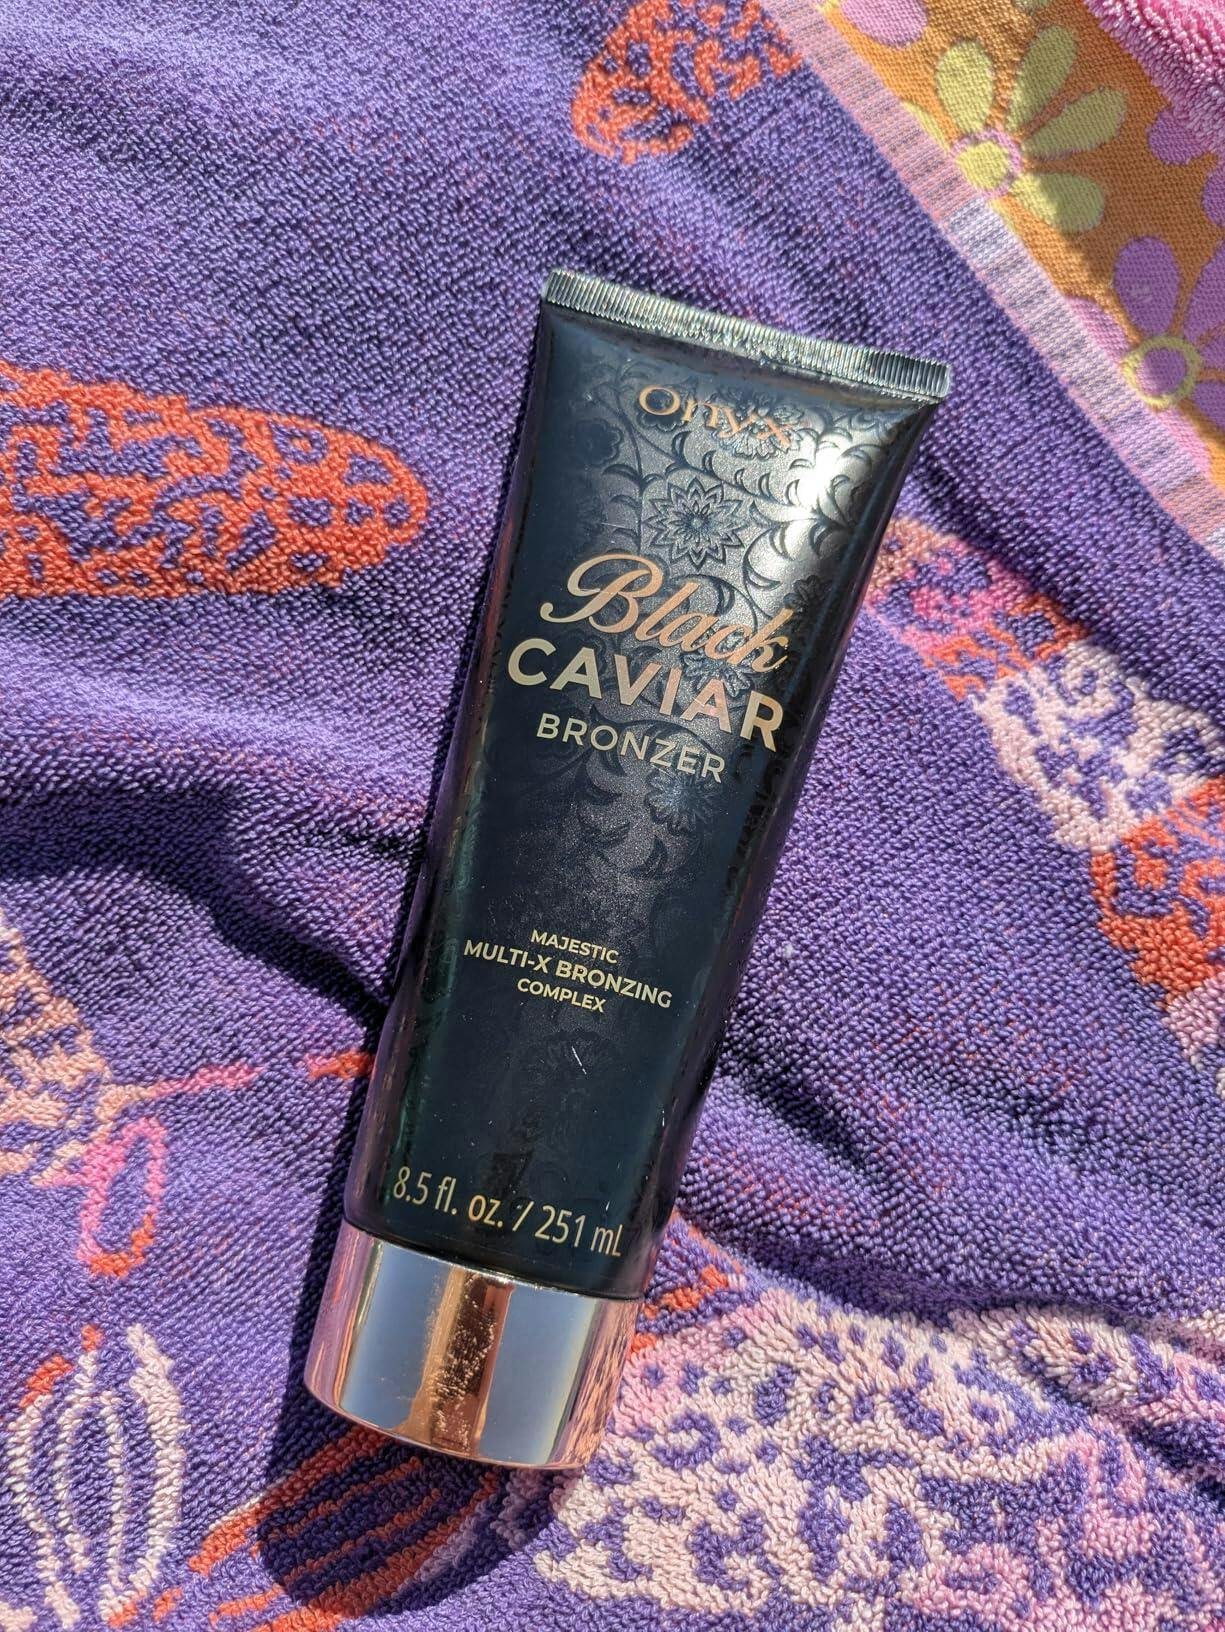 onyx
Black
CAVIAR
BRONZER
MAJESTIC
MULTI-X BRONZING
COMPLEX
8.5 fl. oz. / 251 mL